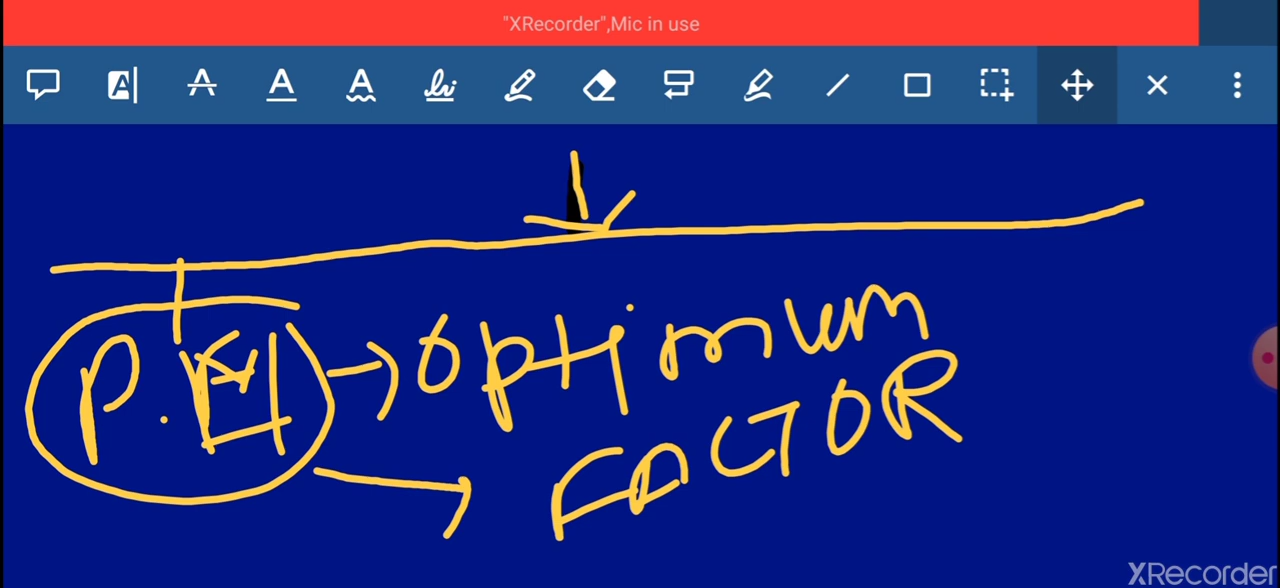 "XRecorder",Mic in use
P.H
Optimum
FACTOR
XRecorder